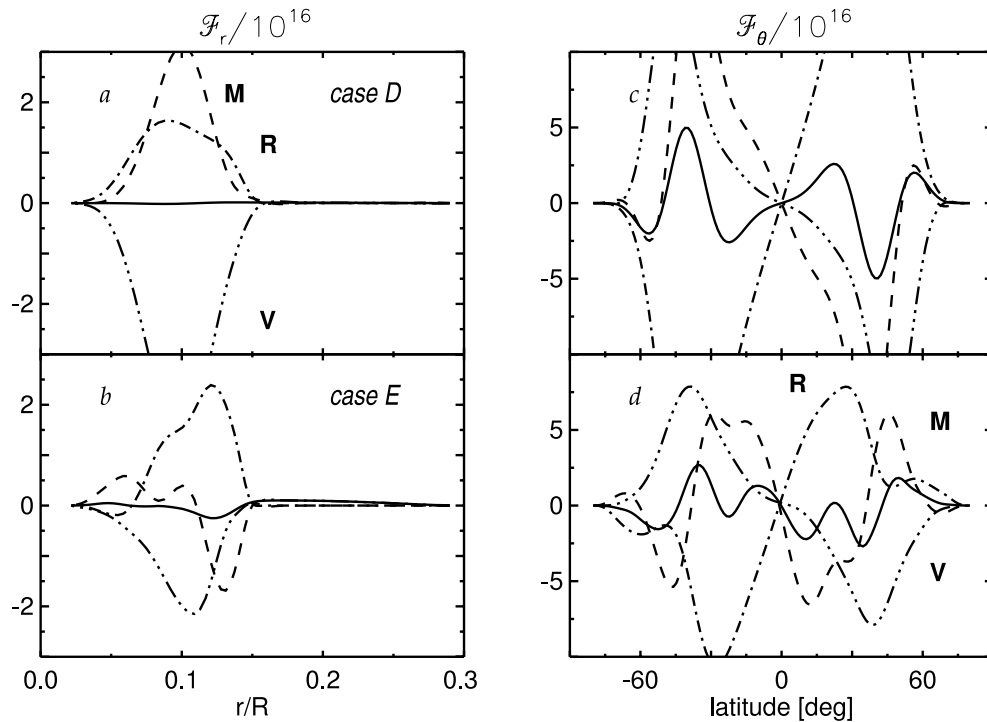 ℱr/10^16
ℱθ/10^16
a
M
case D
R
V
2
0
-2
c
5
0
-5
b
case E
2
0
-2
d
R
M
V
5
0
-5
0.0 0.1 0.2 0.3
r/R
-60 0 60
latitude [deg]